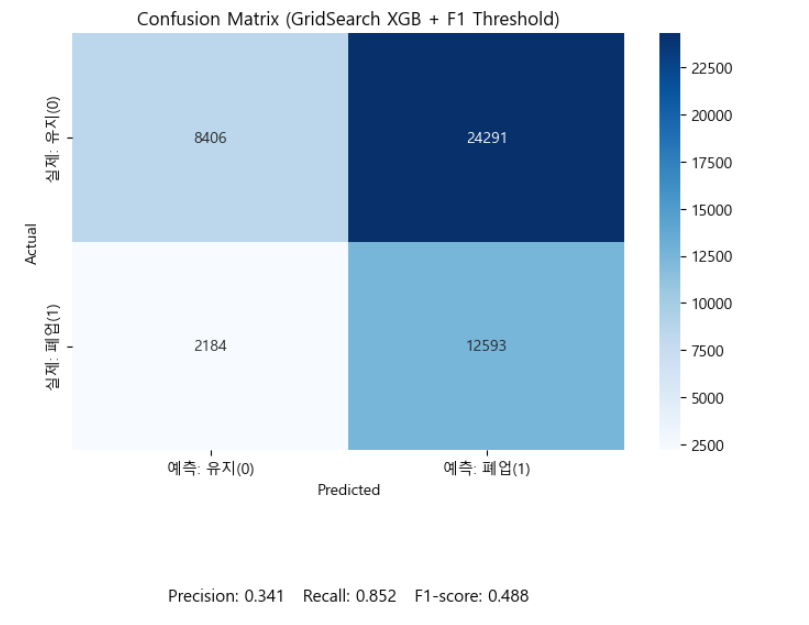 Confusion Matrix (GridSearch XGB + F1 Threshold)
실제: 유지(0)
8406
24291
22500
20000
17500
15000
12500
10000
7500
5000
2500
Actual
실제: 폐업(1)
2184
12593
예측: 유지(0)
예측: 폐업(1)
Predicted
Precision: 0.341 Recall: 0.852 F1-score: 0.488